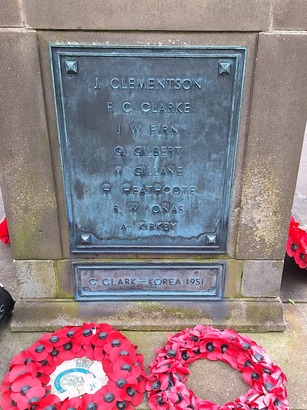 J. CLEMENTSON
F. C. CLARKE
J. W. FIRN
G. GILBERT
GILLANE
HEATHCOTE
R. W. JONAS
A. KIRKBY
G. CLARK — KOREA 1951